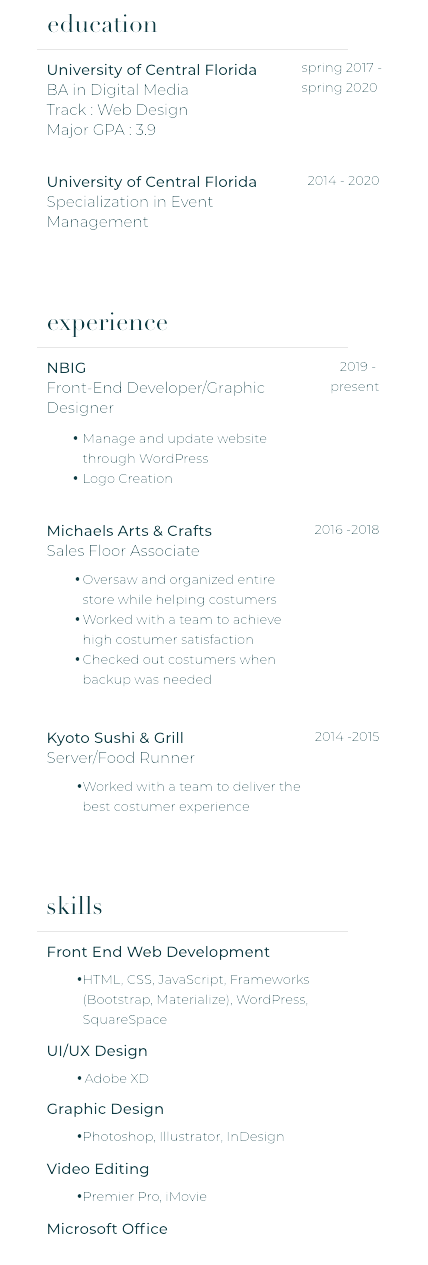 education
University of Central Florida spring 2017 -
BA in Digital Media spring 2020
Track : Web Design
Major GPA : 3.9
University of Central Florida 2014 - 2020
Specialization in Event
Management
experience
NBIG 2019 -
Front-End Developer/Graphic present
Designer
• Manage and update website
through WordPress
• Logo Creation
Michaels Arts & Crafts 2016 -2018
Sales Floor Associate
•Oversaw and organized entire
store while helping costumers
•Worked with a team to achieve
high costumer satisfaction
•Checked out costumers when
backup was needed
Kyoto Sushi & Grill 2014 -2015
Server/Food Runner
•Worked with a team to deliver the
best costumer experience
skills
Front End Web Development
•HTML, CSS, JavaScript, Frameworks
(Bootstrap, Materialize), WordPress,
SquareSpace
UI/UX Design
• Adobe XD
Graphic Design
•Photoshop, Illustrator, InDesign
Video Editing
•Premier Pro, iMovie
Microsoft Office